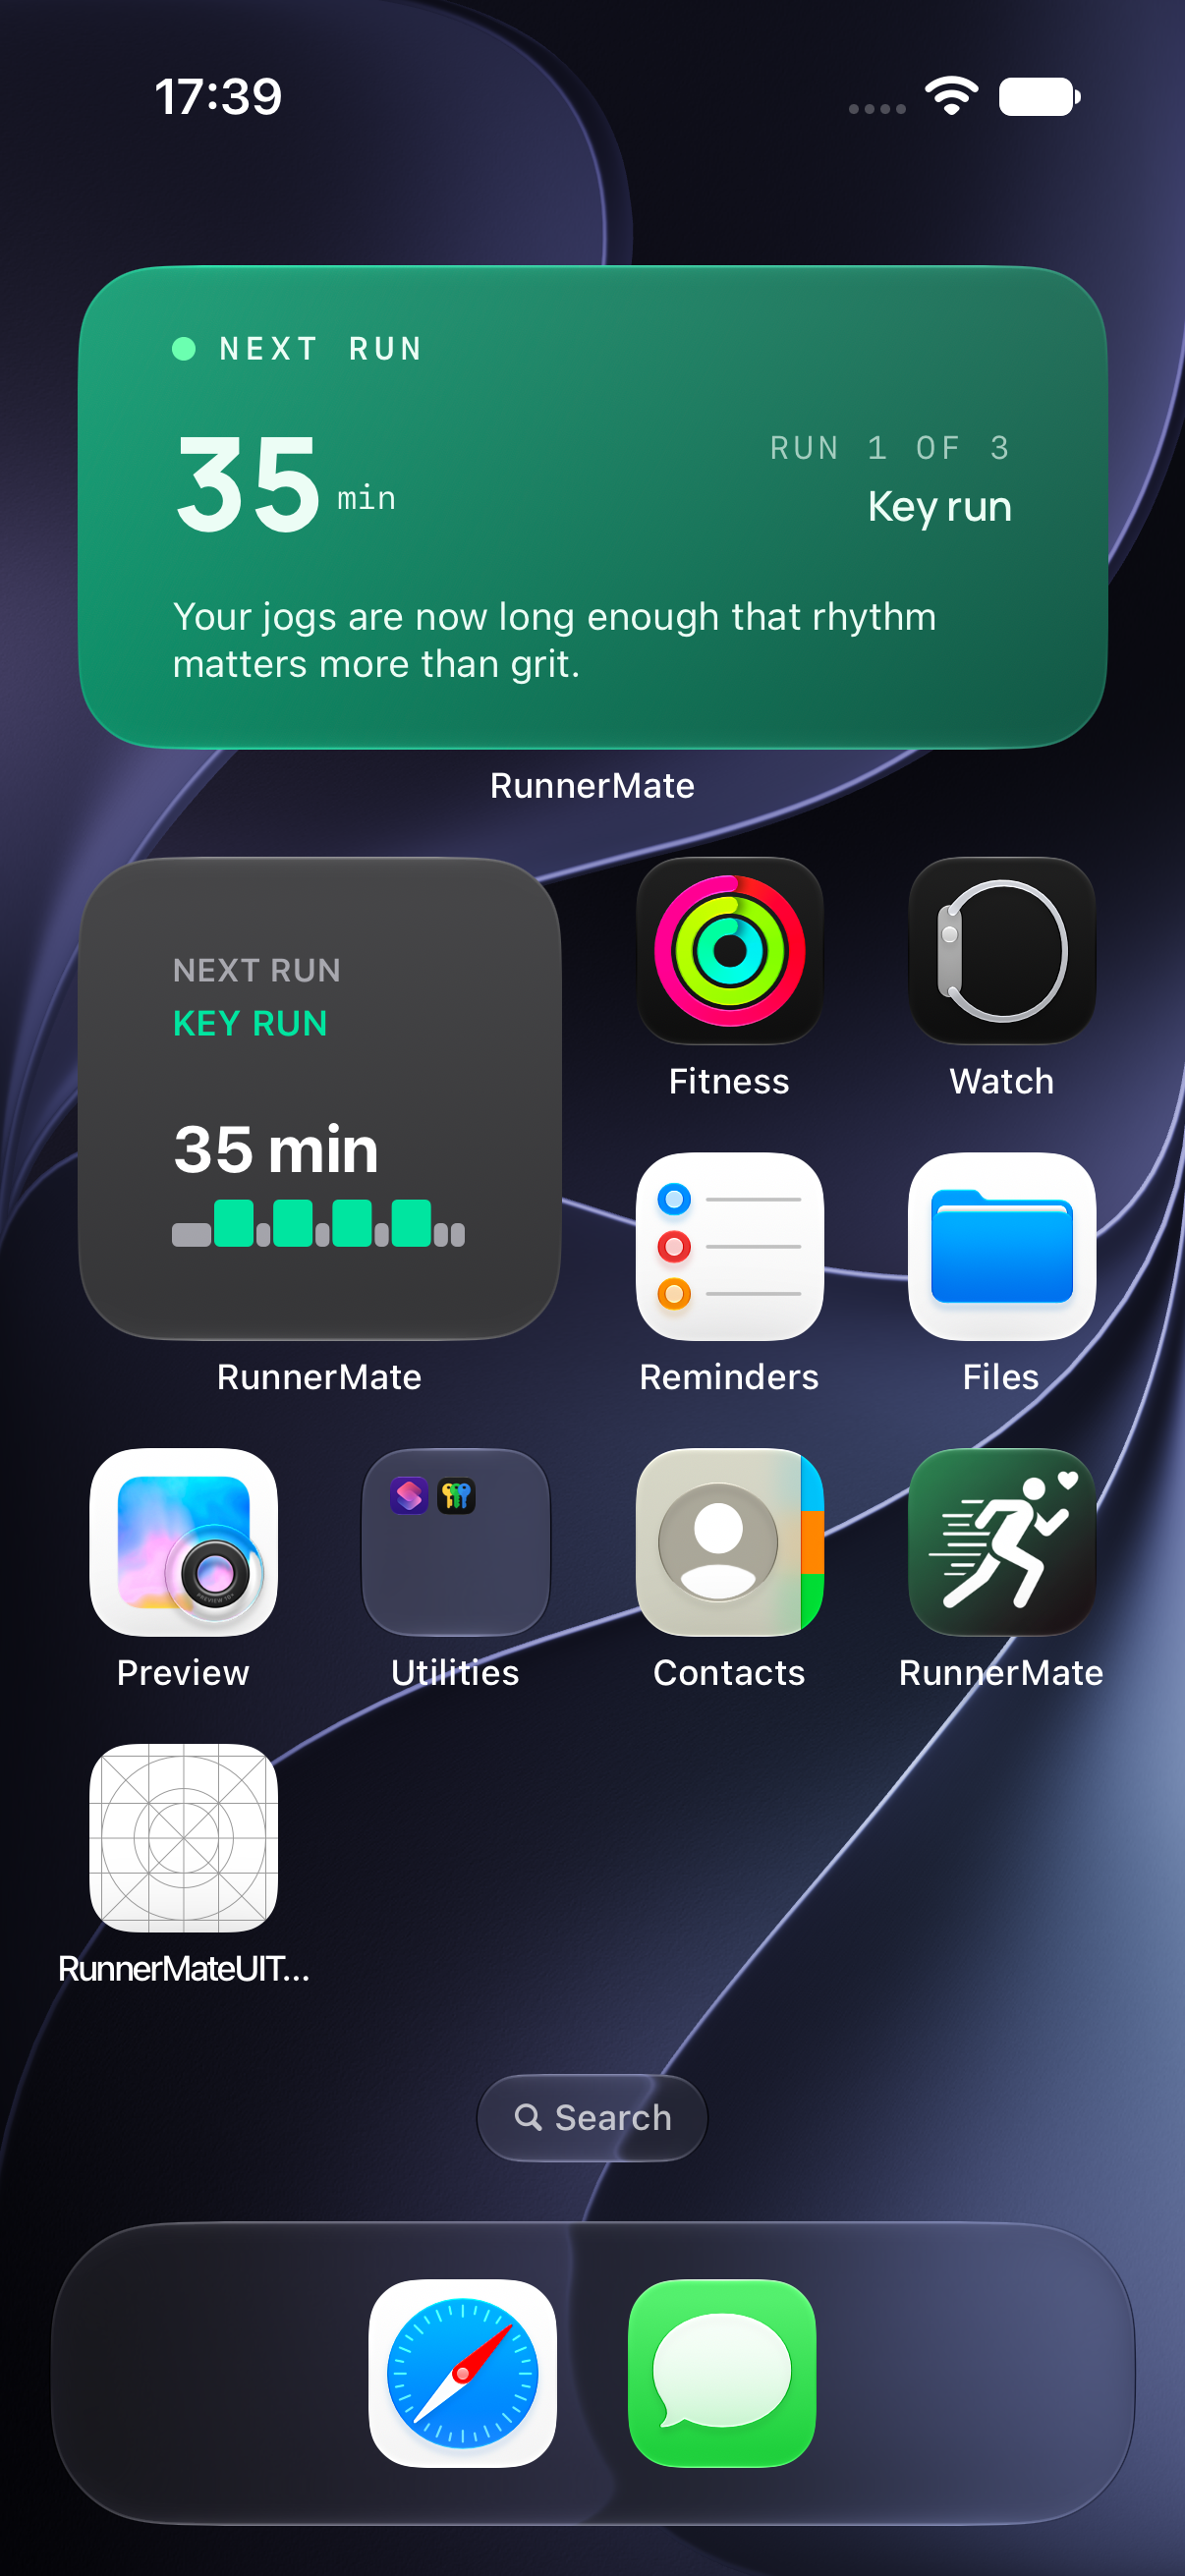 17:39
NEXT RUN
35 min
RUN 1 OF 3
Key run
Your jogs are now long enough that rhythm
matters more than grit.
RunnerMate
NEXT RUN
KEY RUN
35 min
RunnerMate
Fitness
Watch
Reminders
Files
Preview
Utilities
Contacts
RunnerMate
RunnerMateUIT...
Search